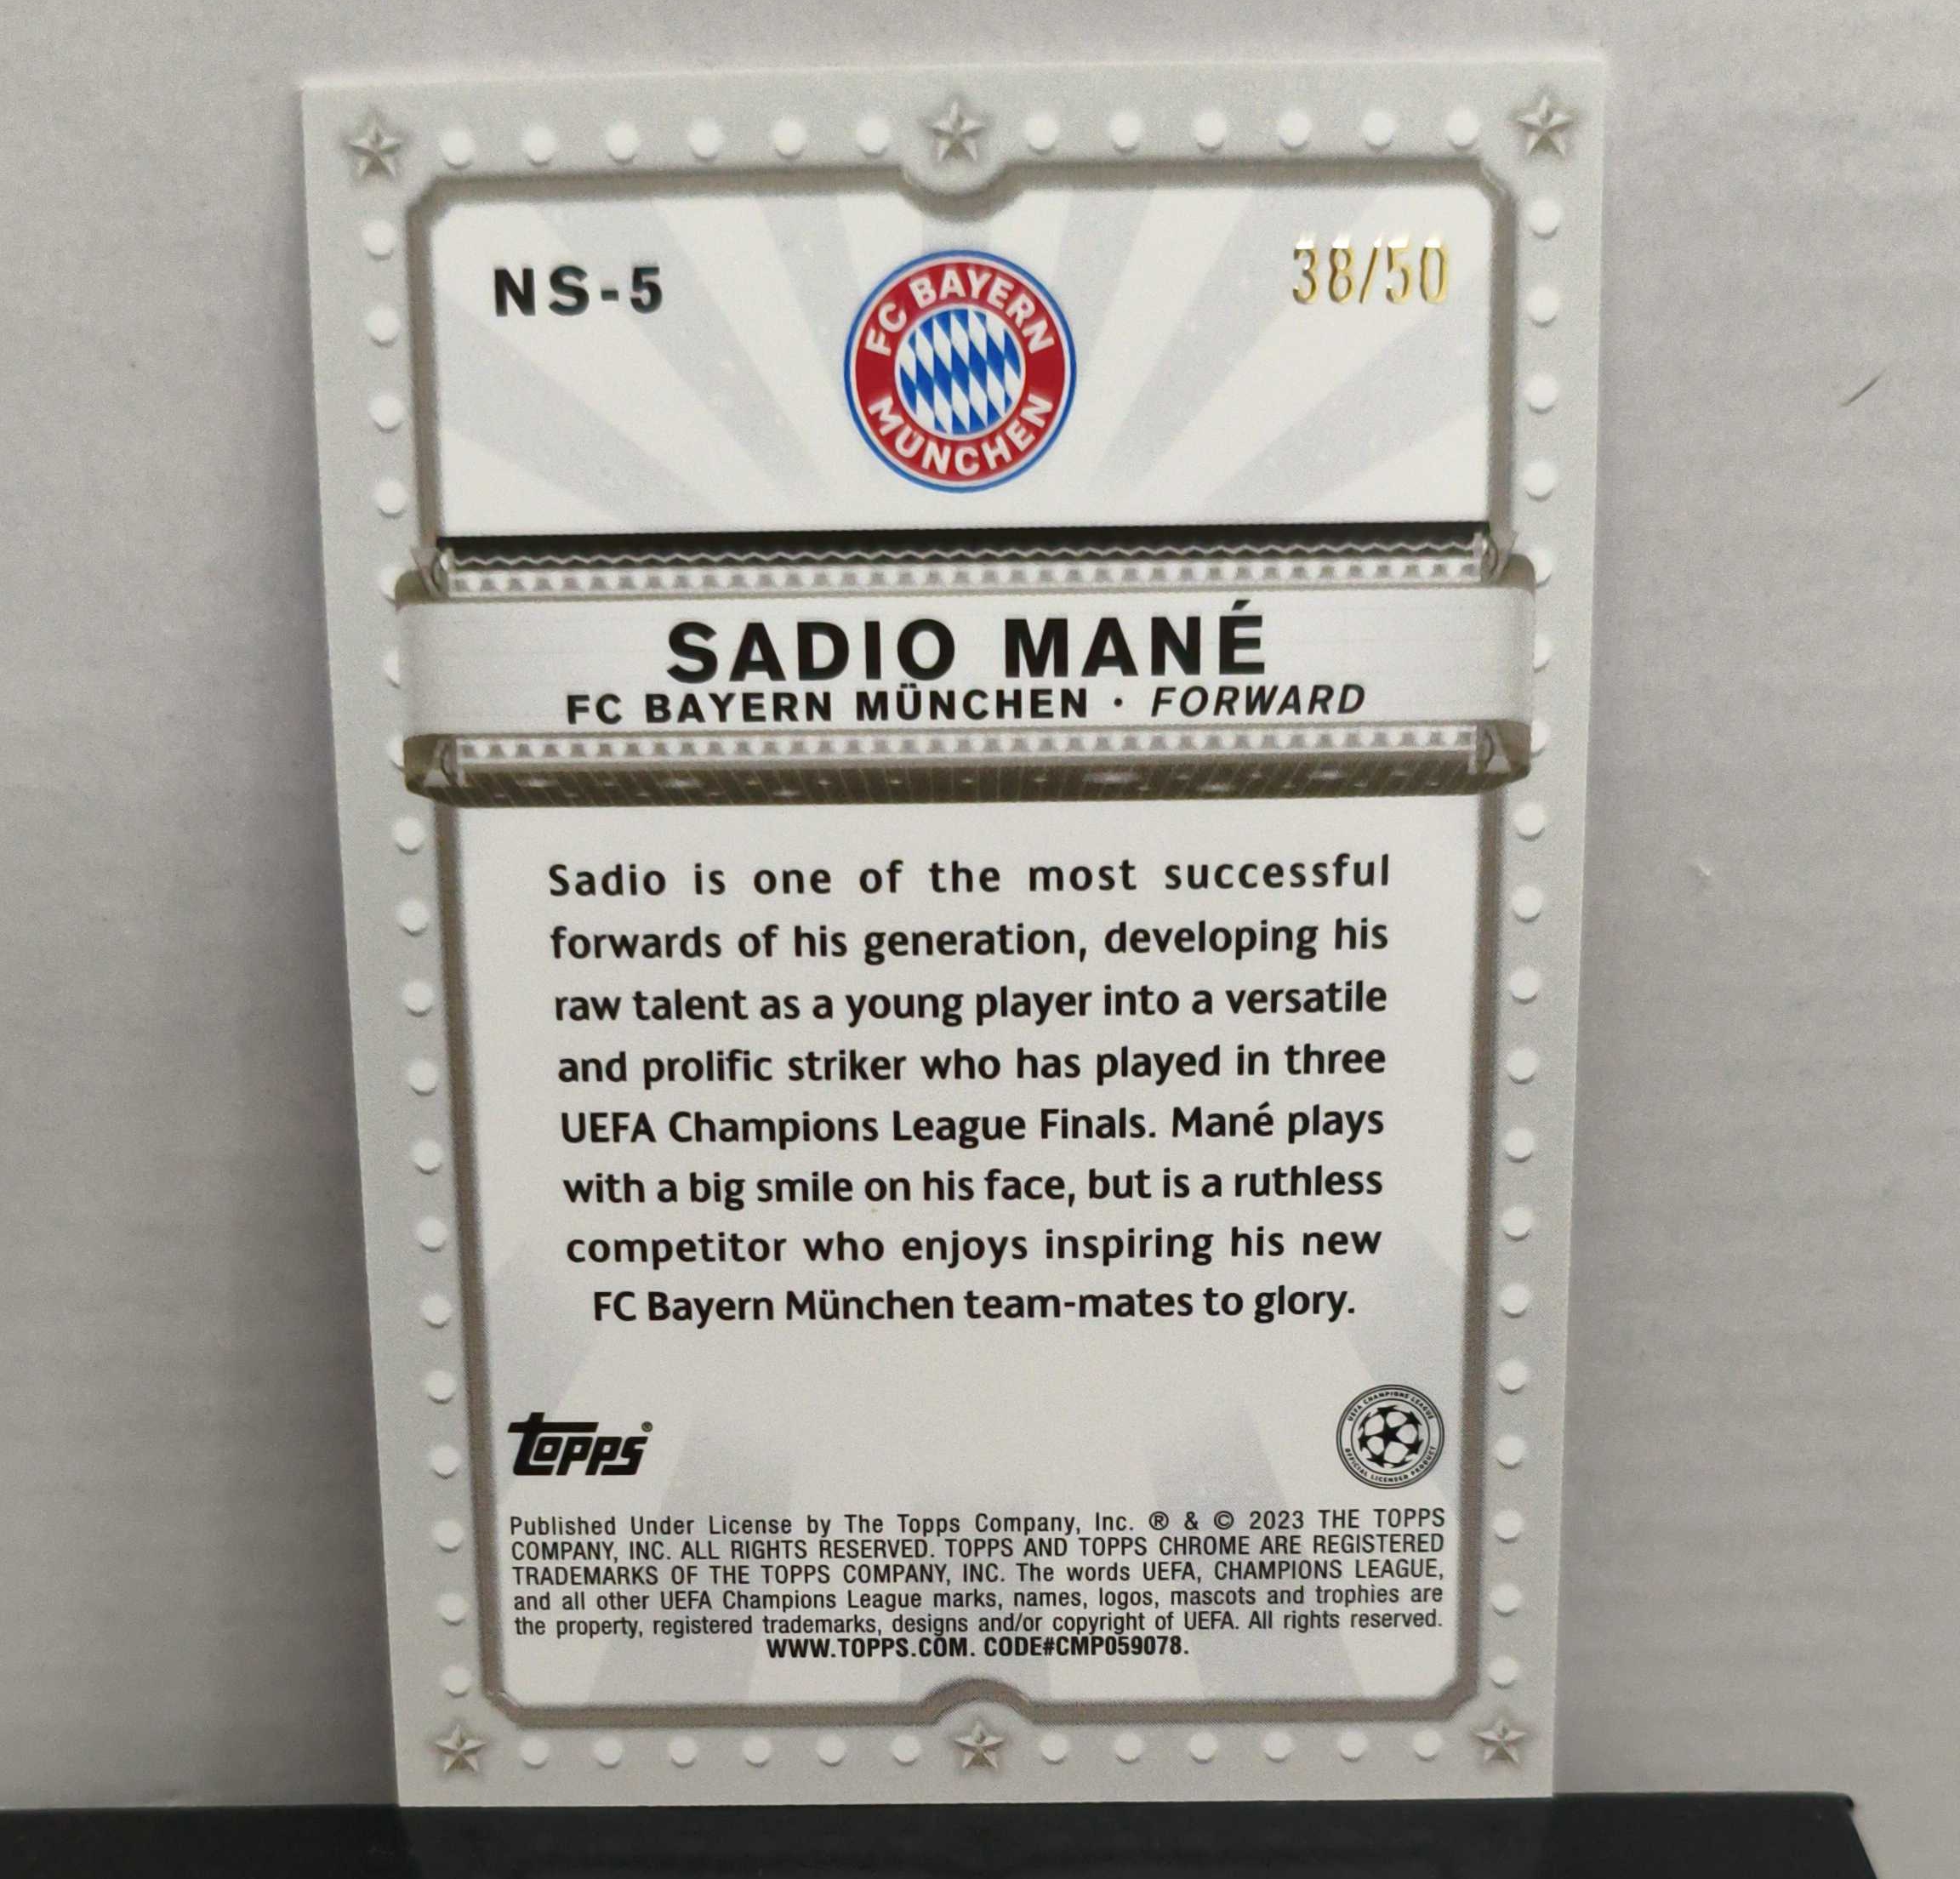 NS-5
38/50
FC BAYERN
MÜNCHEN
SADIO MANÉ
FC BAYERN MÜNCHEN · FORWARD
Sadio is one of the most successful
forwards of his generation, developing his
raw talent as a young player into a versatile
and prolific striker who has played in three
UEFA Champions League Finals. Mané plays
with a big smile on his face, but is a ruthless
competitor who enjoys inspiring his new
FC Bayern München team-mates to glory.
topps®
UEFA CHAMPIONS LEAGUE
OFFICIAL LICENSED PRODUCT
Published Under License by The Topps Company, Inc. ® & © 2023 THE TOPPS
COMPANY, INC. ALL RIGHTS RESERVED. TOPPS AND TOPPS CHROME ARE REGISTERED
TRADEMARKS OF THE TOPPS COMPANY, INC. The words UEFA, CHAMPIONS LEAGUE,
and all other UEFA Champions League marks, names, logos, mascots and trophies are
the property, registered trademarks, designs and/or copyright of UEFA. All rights reserved.
WWW.TOPPS.COM. CODE#CMP059078.